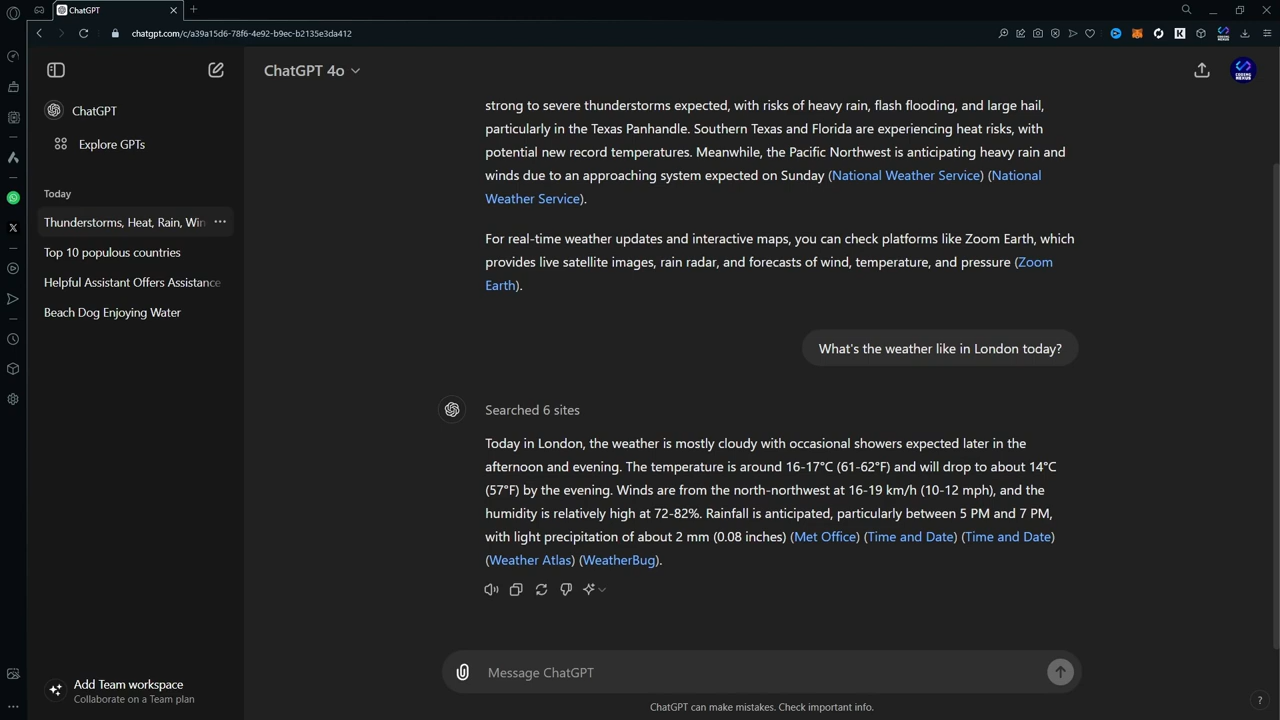 ChatGPT
chatgpt.com/c/a39a15d6-78f6-4e92-b9ec-b2135e3da412
ChatGPT
Explore GPTs
Today
Thunderstorms, Heat, Rain, Win
Top 10 populous countries
Helpful Assistant Offers Assistance
Beach Dog Enjoying Water
Add Team workspace
Collaborate on a Team plan
ChatGPT 4o
strong to severe thunderstorms expected, with risks of heavy rain, flash flooding, and large hail,
particularly in the Texas Panhandle. Southern Texas and Florida are experiencing heat risks, with
potential new record temperatures. Meanwhile, the Pacific Northwest is anticipating heavy rain and
winds due to an approaching system expected on Sunday (National Weather Service) (National
Weather Service).
For real-time weather updates and interactive maps, you can check platforms like Zoom Earth, which
provides live satellite images, rain radar, and forecasts of wind, temperature, and pressure (Zoom
Earth).
What's the weather like in London today?
Searched 6 sites
Today in London, the weather is mostly cloudy with occasional showers expected later in the
afternoon and evening. The temperature is around 16-17°C (61-62°F) and will drop to about 14°C
(57°F) by the evening. Winds are from the north-northwest at 16-19 km/h (10-12 mph), and the
humidity is relatively high at 72-82%. Rainfall is anticipated, particularly between 5 PM and 7 PM,
with light precipitation of about 2 mm (0.08 inches) (Met Office) (Time and Date) (Time and Date)
(Weather Atlas) (WeatherBug).
Message ChatGPT
ChatGPT can make mistakes. Check important info.
?